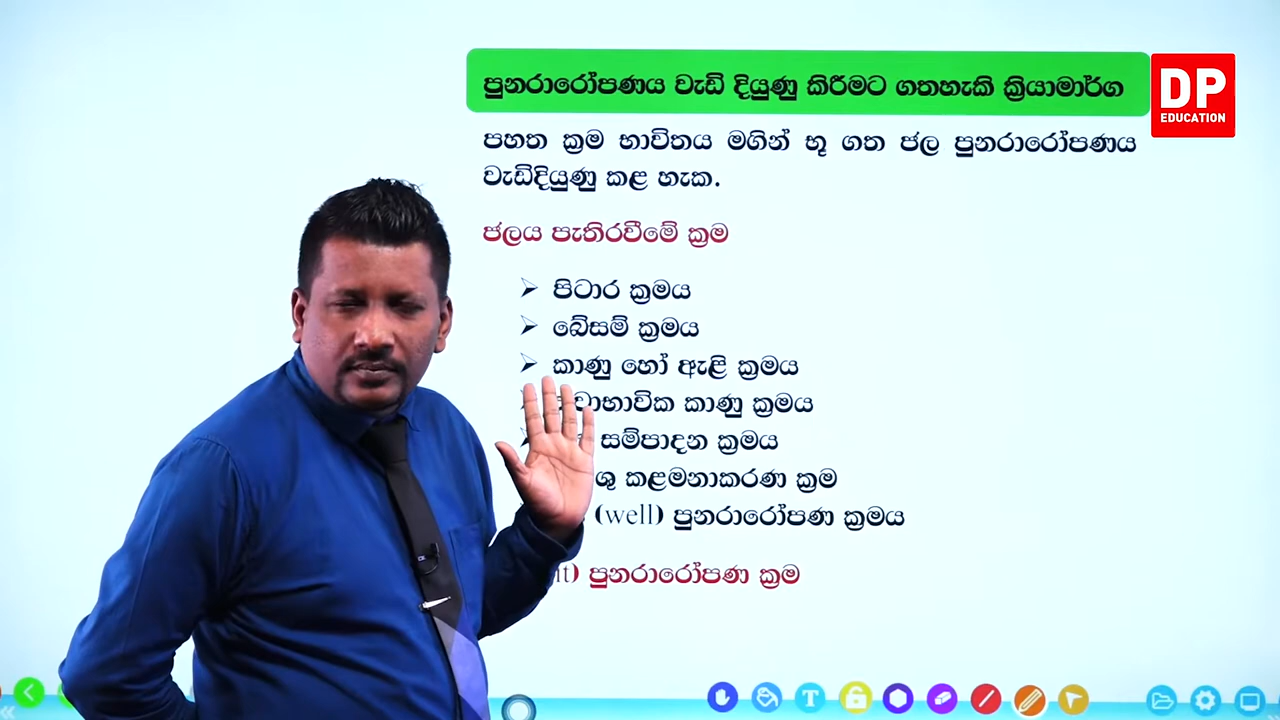 පුනරාරෝපණය වැඩි දියුණු කිරීමට ගතහැකි ක්‍රියාමාර්ග
DP
EDUCATION
පහත ක්‍රම භාවිතය මගින් භූ ගත ජල පුනරාරෝපණය
වැඩිදියුණු කළ හැක.
ජලය පැතිරවීමේ ක්‍රම
පිටාර ක්‍රමය
බේසම් ක්‍රමය
කාණු හෝ ඇළි ක්‍රමය
කාණු ක්‍රමය
සම්පාදන ක්‍රමය
කළමනාකරණ ක්‍රම
(well) පුනරාරෝපණ ක්‍රමය
පුනරාරෝපණ ක්‍රම